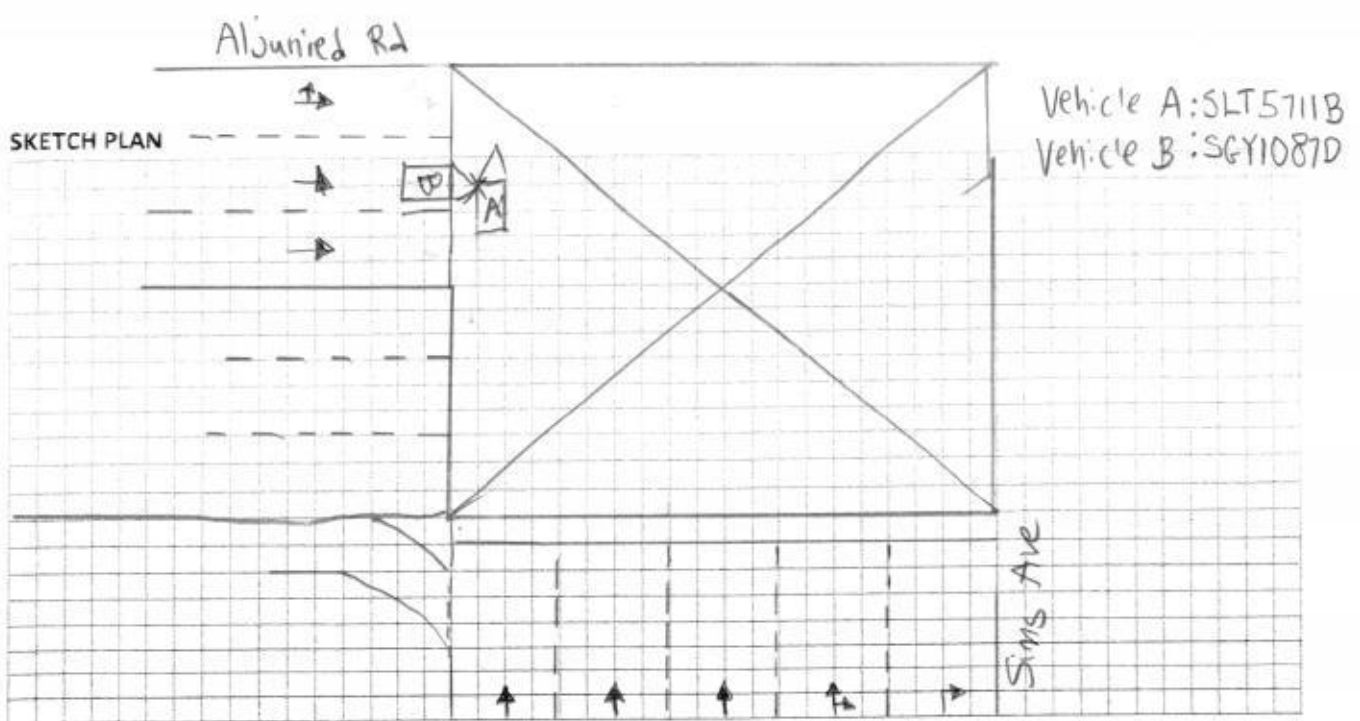 Aljunied Rd
SKETCH PLAN
Vehicle A: SLT5711B
Vehicle B: SGY1087D
B
A
Sims Ave